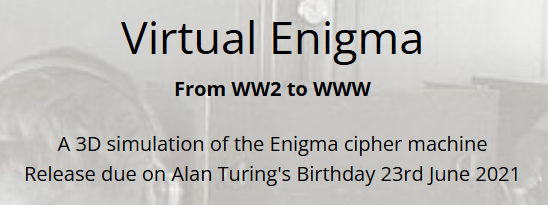 Virtual Enigma
From WW2 to WWW
A 3D simulation of the Enigma cipher machine
Release due on Alan Turing's Birthday 23rd June 2021